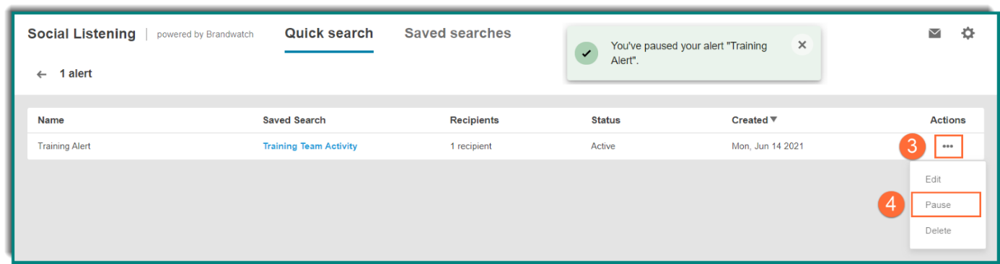 Social Listening powered by Brandwatch Quick search Saved searches
You've paused your alert "Training
Alert".
1 alert
Name Saved Search Recipients Status Created Actions
Training Alert Training Team Activity 1 recipient Active Mon, Jun 14 2021
3
Edit
4 Pause
Delete